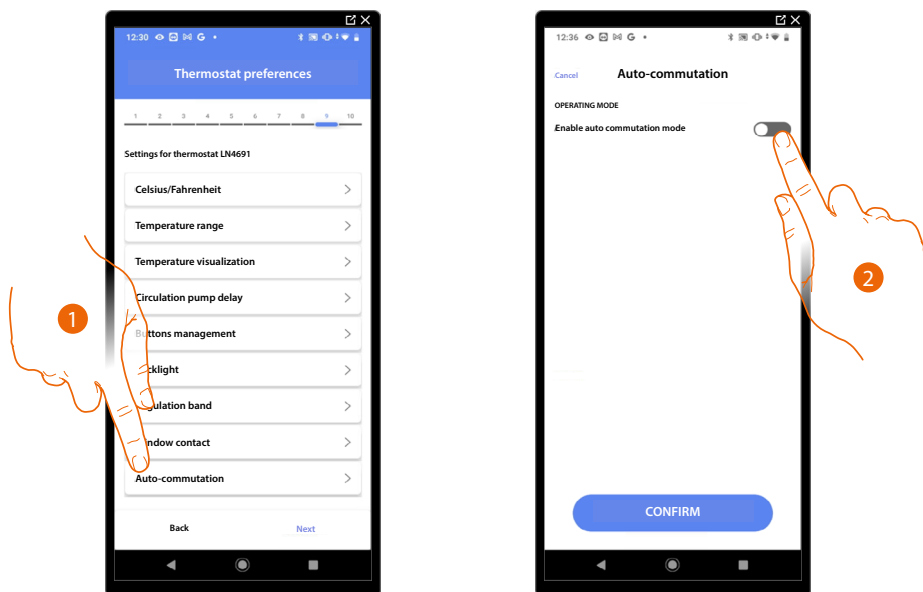 12:30 G
Thermostat preferences
1 2 3 4 5 6 7 8 9 10
Settings for thermostat LN4691
Celsius/Fahrenheit
Temperature range
Temperature visualization
Circulation pump delay
Buttons management
cklight
gulation band
ndow contact
Auto-commutation
Back Next
1
12:36 G
Cancel Auto-commutation
OPERATING MODE
Enable auto commutation mode
CONFIRM
2